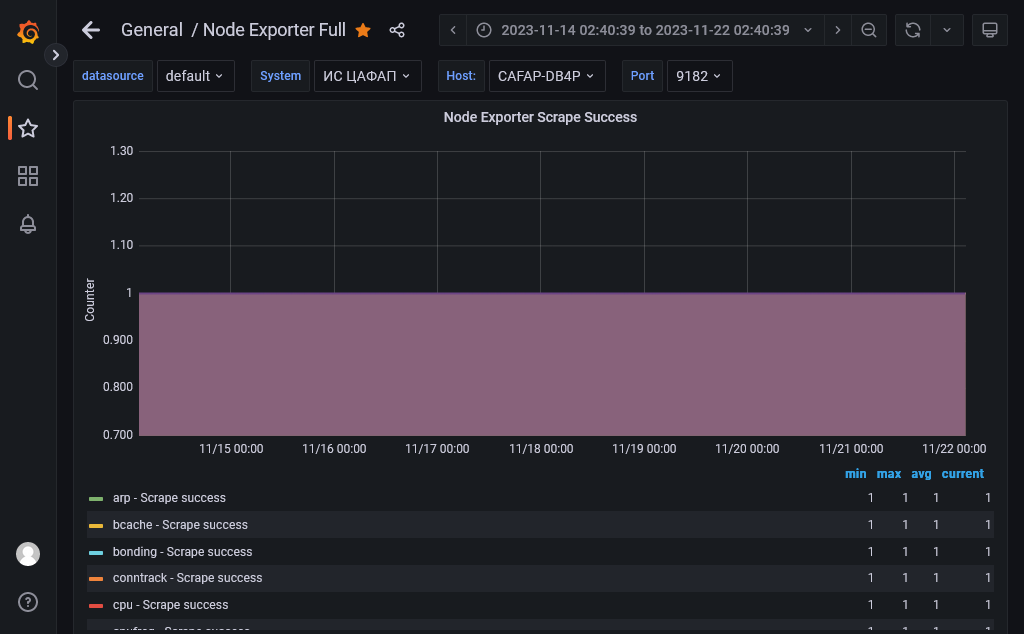 General / Node Exporter Full
2023-11-14 02:40:39 to 2023-11-22 02:40:39
datasource default System ИС ЦАФАП Host: CAFAP-DB4P Port 9182
Node Exporter Scrape Success
1.30
1.20
1.10
1
0.900
0.800
0.700
Counter
11/15 00:00 11/16 00:00 11/17 00:00 11/18 00:00 11/19 00:00 11/20 00:00 11/21 00:00 11/22 00:00
min max avg current
arp - Scrape success 1 1 1 1
bcache - Scrape success 1 1 1 1
bonding - Scrape success 1 1 1 1
conntrack - Scrape success 1 1 1 1
cpu - Scrape success 1 1 1 1